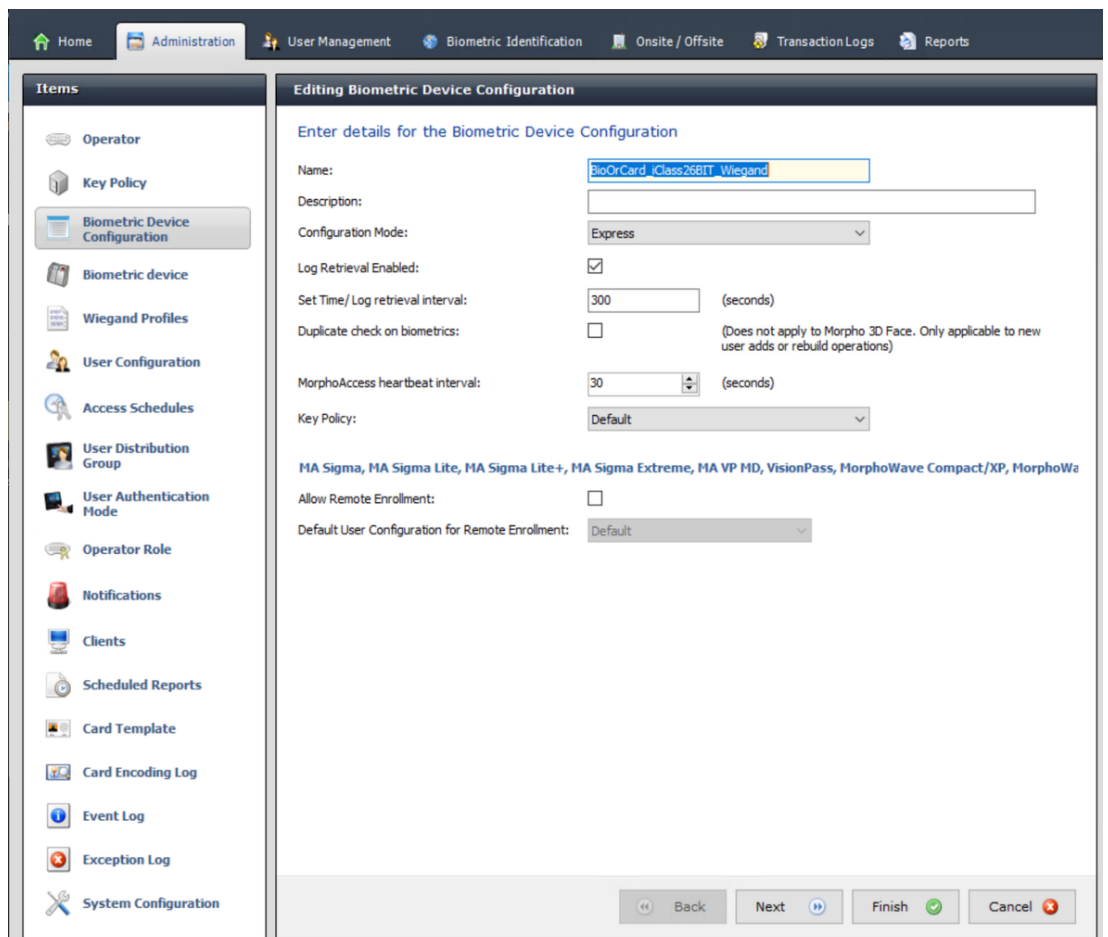 Home Administration User Management Biometric Identification Onsite / Offsite Transaction Logs Reports
Items
Operator
Key Policy
Biometric Device
Configuration
Biometric device
Wiegand Profiles
User Configuration
Access Schedules
User Distribution
Group
User Authentication
Mode
Operator Role
Notifications
Clients
Scheduled Reports
Card Template
Card Encoding Log
Event Log
Exception Log
System Configuration
Editing Biometric Device Configuration
Enter details for the Biometric Device Configuration
Name: BioOrCard_iClass26BIT_Wiegand
Description:
Configuration Mode: Express
Log Retrieval Enabled:
Set Time/ Log retrieval interval: 300 (seconds)
Duplicate check on biometrics: (Does not apply to Morpho 3D Face. Only applicable to new
user adds or rebuild operations)
MorphoAccess heartbeat interval: 30 (seconds)
Key Policy: Default
MA Sigma, MA Sigma Lite, MA Sigma Lite+, MA Sigma Extreme, MA VP MD, VisionPass, MorphoWave Compact/XP, MorphoWa
Allow Remote Enrollment:
Default User Configuration for Remote Enrollment: Default
Back Next Finish Cancel